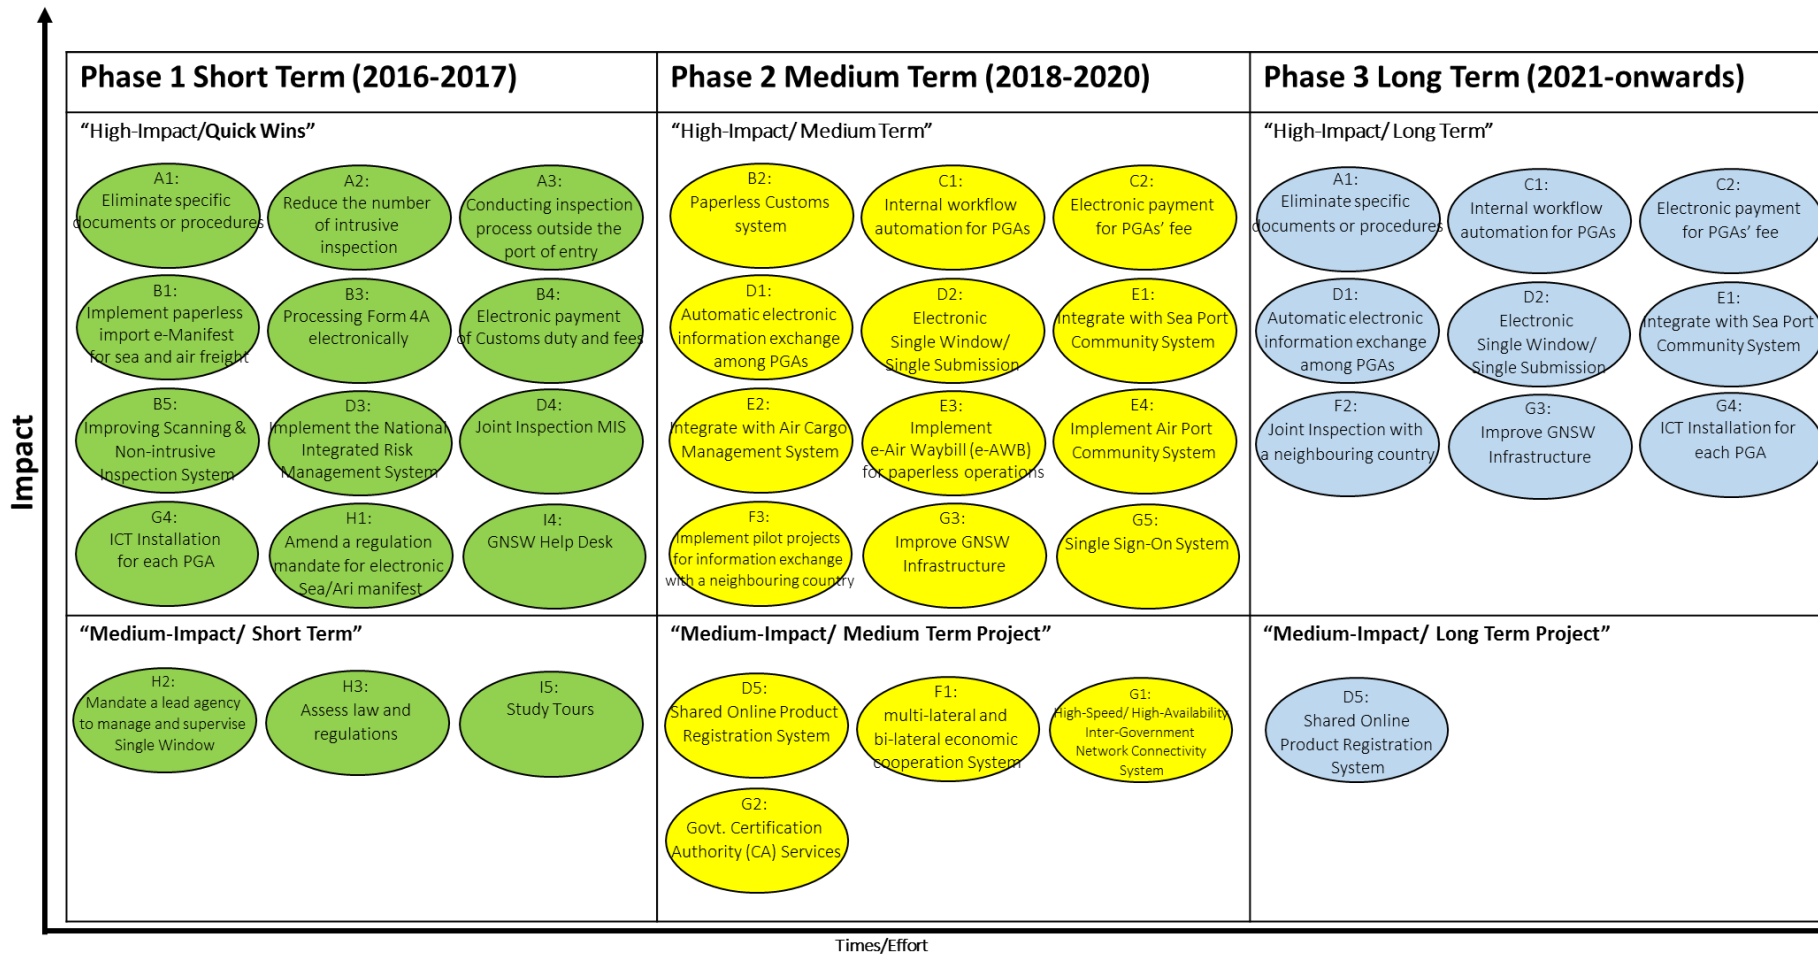 Phase 1 Short Term (2016-2017)
Phase 2 Medium Term (2018-2020)
Phase 3 Long Term (2021-onwards)
“High-Impact/Quick Wins”
A1:
Eliminate specific
documents or procedures
A2:
Reduce the number
of intrusive
inspection
A3:
Conducting inspection
process outside the
port of entry
B1:
Implement paperless
import e-Manifest
for sea and air freight
B3:
Processing Form 4A
electronically
B4:
Electronic payment
of Customs duty and fees
B5:
Improving Scanning &
Non-intrusive
Inspection System
D3:
Implement the National
Integrated Risk
Management System
D4:
Joint Inspection MIS
G4:
ICT Installation
for each PGA
H1:
Amend a regulation
mandate for electronic
Sea/Ari manifest
I4:
GNSW Help Desk
“High-Impact/ Medium Term”
B2:
Paperless Customs
system
C1:
Internal workflow
automation for PGAs
C2:
Electronic payment
for PGAs’ fee
D1:
Automatic electronic
information exchange
among PGAs
D2:
Electronic
Single Window/
Single Submission
E1:
Integrate with Sea Port
Community System
E2:
Integrate with Air Cargo
Management System
E3:
Implement
e-Air Waybill (e-AWB)
for paperless operations
E4:
Implement Air Port
Community System
F3:
Implement pilot projects
for information exchange
with a neighbouring country
G3:
Improve GNSW
Infrastructure
G5:
Single Sign-On System
“High-Impact/ Long Term”
A1:
Eliminate specific
documents or procedures
C1:
Internal workflow
automation for PGAs
C2:
Electronic payment
for PGAs’ fee
D1:
Automatic electronic
information exchange
among PGAs
D2:
Electronic
Single Window/
Single Submission
E1:
Integrate with Sea Port
Community System
F2:
Joint Inspection with
a neighbouring country
G3:
Improve GNSW
Infrastructure
G4:
ICT Installation for
each PGA
“Medium-Impact/ Short Term”
H2:
Mandate a lead agency
to manage and supervise
Single Window
H3:
Assess law and
regulations
I5:
Study Tours
“Medium-Impact/ Medium Term Project”
D5:
Shared Online Product
Registration System
F1:
multi-lateral and
bi-lateral economic
cooperation System
G1:
High-Speed/ High-Availability
Inter-Government
Network Connectivity
System
G2:
Govt. Certification
Authority (CA) Services
“Medium-Impact/ Long Term Project”
D5:
Shared Online
Product Registration
System
Impact
Times/Effort